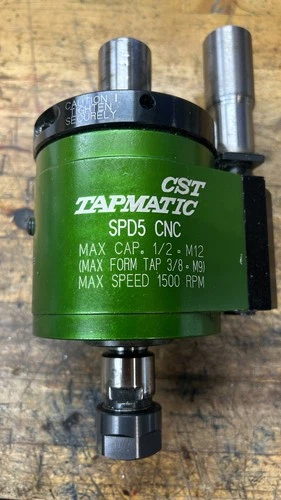 CAUTION!
TIGHTEN
SECURELY
CST
TAPMATIC
SPD5 CNC
MAX CAP. 1/2 - M12
(MAX FORM TAP 3/8 - M9)
MAX SPEED 1500 RPM